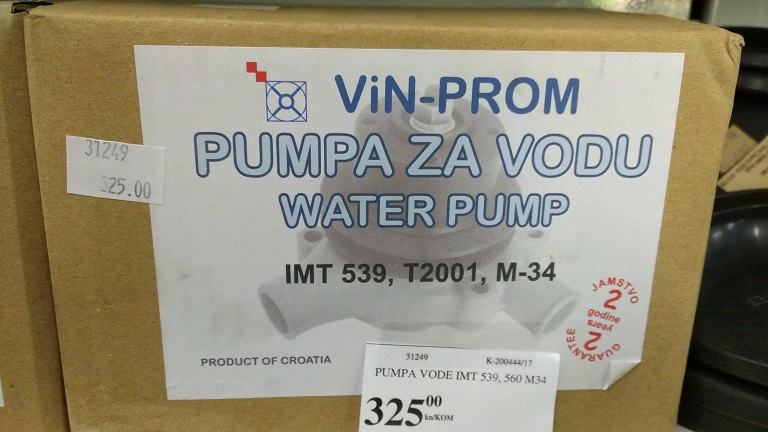 ViN-PROM
PUMPA ZA VODU
WATER PUMP
IMT 539, T2001, M-34
31249
325.00
JAMSTVO
2
godine
years
2
GUARANTEE
PRODUCT OF CROATIA
31249 K-200444/17
PUMPA VODE IMT 539, 560 M34
325 00
kn/KOM